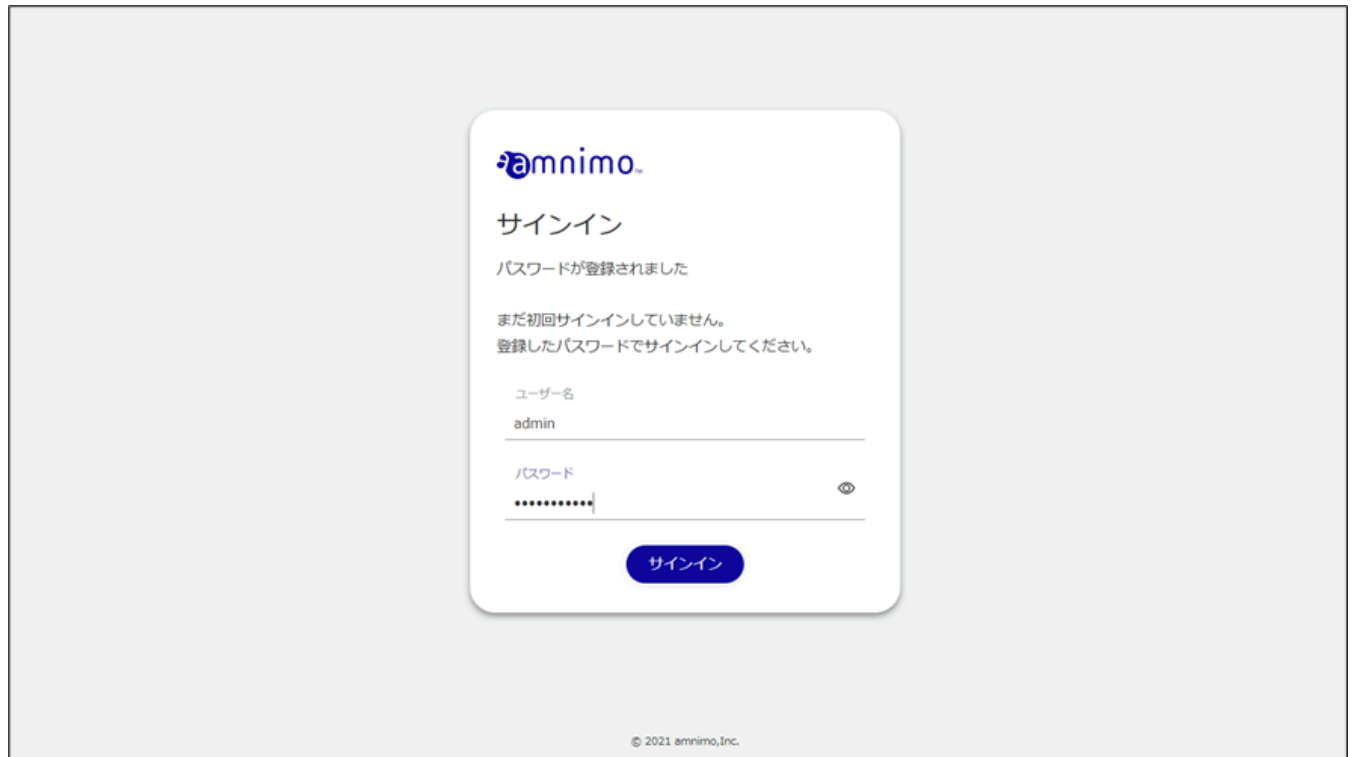 amnimo™
サインイン
パスワードが登録されました
まだ初回サインインしていません。
登録したパスワードでサインインしてください。
ユーザー名
admin
パスワード
•••••••••••
サインイン
© 2021 amnimo,Inc.